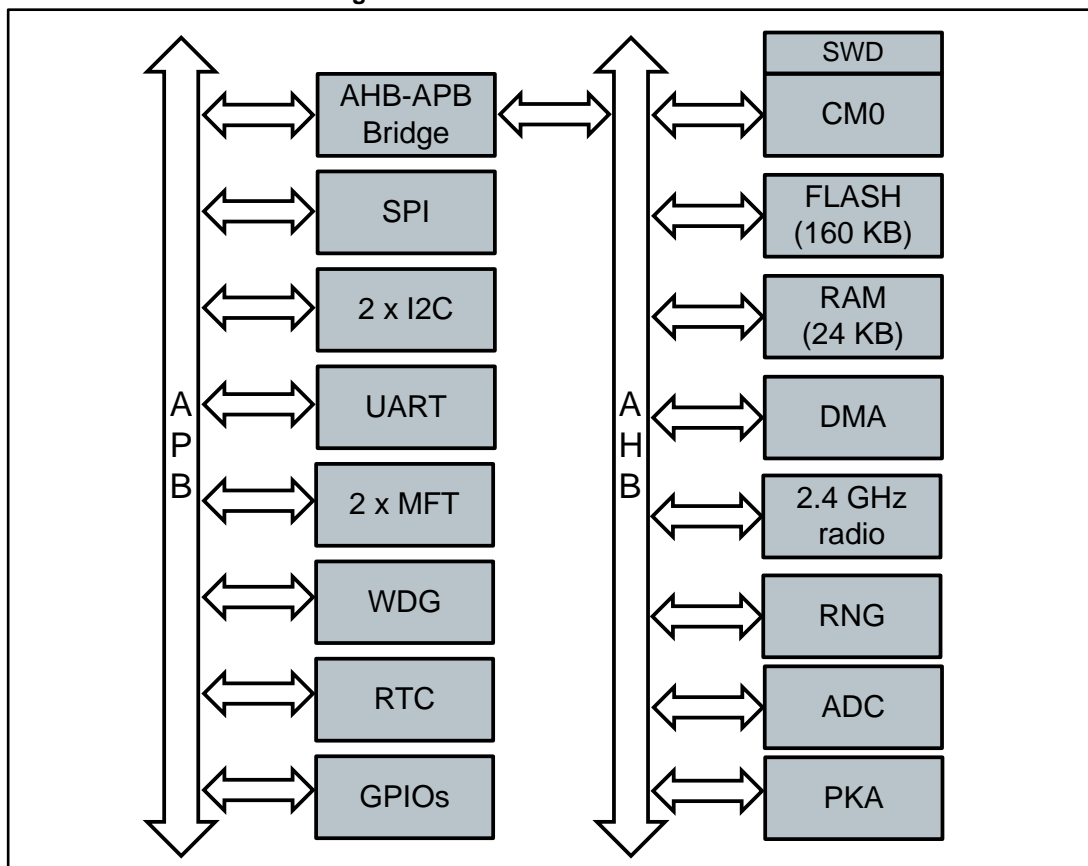 A
P
B
AHB-APB
Bridge
SPI
2 x I2C
UART
2 x MFT
WDG
RTC
GPIOs
A
H
B
SWD
CM0
FLASH
(160 KB)
RAM
(24 KB)
DMA
2.4 GHz
radio
RNG
ADC
PKA